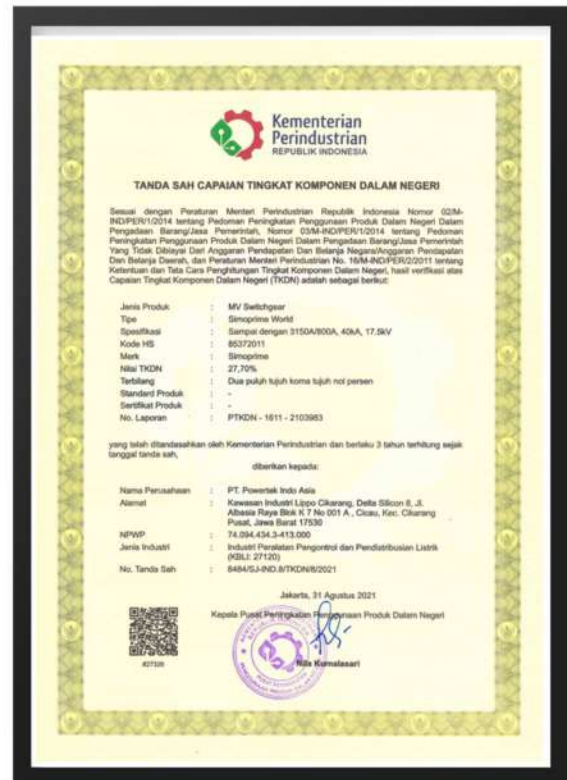 Kementerian
Perindustrian
REPUBLIK INDONESIA
TANDA SAH CAPAIAN TINGKAT KOMPONEN DALAM NEGERI
Sesuai dengan Peraturan Menteri Perindustrian Republik Indonesia Nomor 02/M-
IND/PER/1/2014 tentang Pedoman Peningkatan Penggunaan Produk Dalam Negeri Dalam
Pengadaan Barang/Jasa Pemerintah, Nomor 03/M-IND/PER/1/2014 tentang Pedoman
Peningkatan Penggunaan Produk Dalam Negeri Dalam Pengadaan Barang/Jasa Pemerintah
Yang Tidak Dibiayai Dari Anggaran Pendapatan Dan Belanja Negara/Anggaran Pendapatan
Dan Belanja Daerah, dan Peraturan Menteri Perindustrian No. 16/M-IND/PER/2/2011 tentang
Ketentuan dan Tata Cara Penghitungan Tingkat Komponen Dalam Negeri, hasil verifikasi atas
Capaian Tingkat Komponen Dalam Negeri (TKDN) adalah sebagai berikut:
Jenis Produk : MV Switchgear
Tipe : Simoprime World
Spesifikasi : Sampai dengan 3150A/800A, 40kA, 17.5kV
Kode HS : 85372011
Merk : Simoprime
Nilai TKDN : 27,70%
Terbilang : Dua puluh tujuh koma tujuh nol persen
Standard Produk : -
Sertifikat Produk : -
No. Laporan : PTKDN - 1611 - 2103983
yang telah ditandasahkan oleh Kementerian Perindustrian dan berlaku 3 tahun terhitung sejak
tanggal tanda sah,
diberikan kepada:
Nama Perusahaan : PT. Powertek Indo Asia
Alamat : Kawasan Industri Lippo Cikarang, Delta Silicon 8, Jl.
Albasia Raya Blok K 7 No 001 A , Cicau, Kec. Cikarang
Pusat, Jawa Barat 17530
NPWP : 74.094.434.3-413.000
Jenis Industri : Industri Peralatan Pengontrol dan Pendistribusian Listrik
(KBLI: 27120)
No. Tanda Sah : 8484/SJ-IND.8/TKDN/8/2021
Jakarta, 31 Agustus 2021
Kepala Pusat Peningkatan Penggunaan Produk Dalam Negeri
#27320
Nila Kumalasari